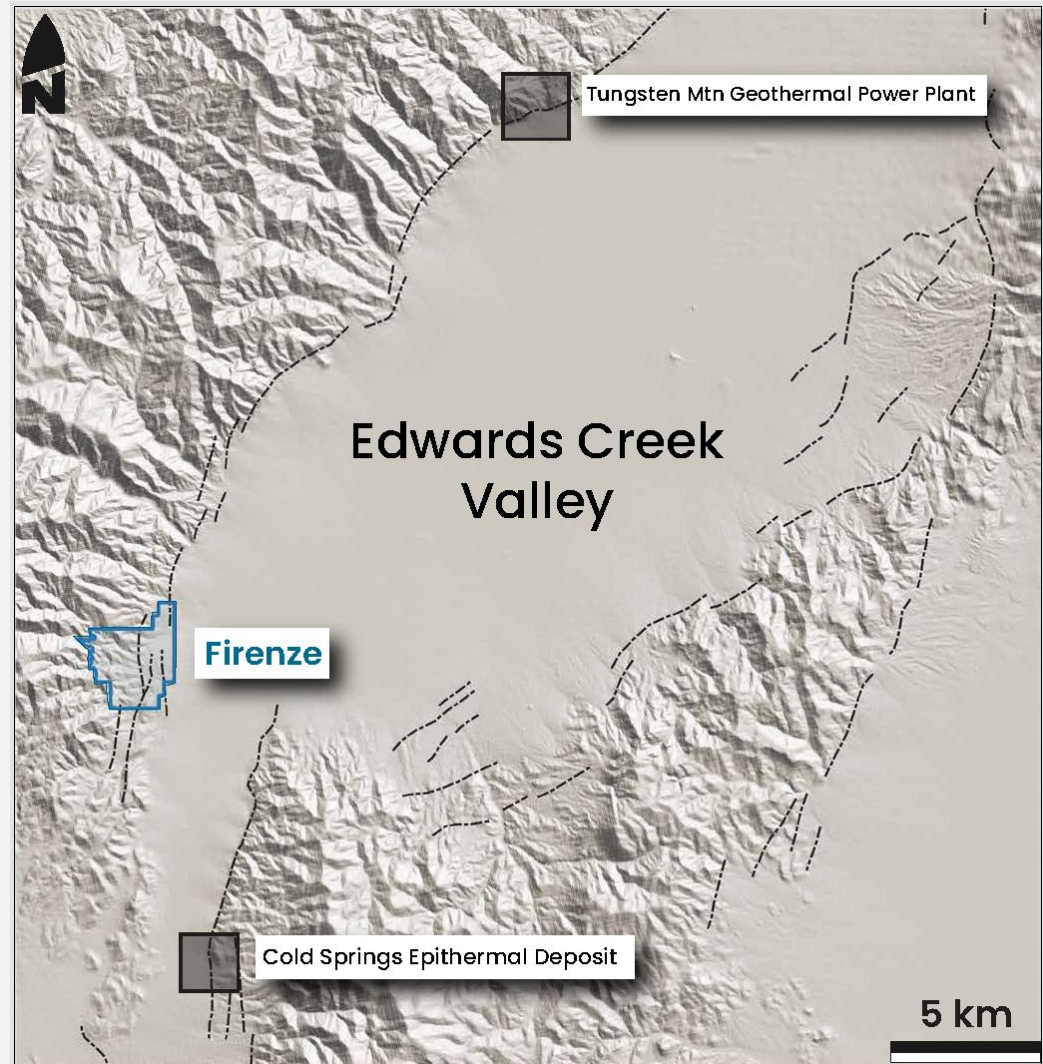 N
Tungsten Mtn Geothermal Power Plant
Edwards Creek
Valley
Firenze
Cold Springs Epithermal Deposit
5 km